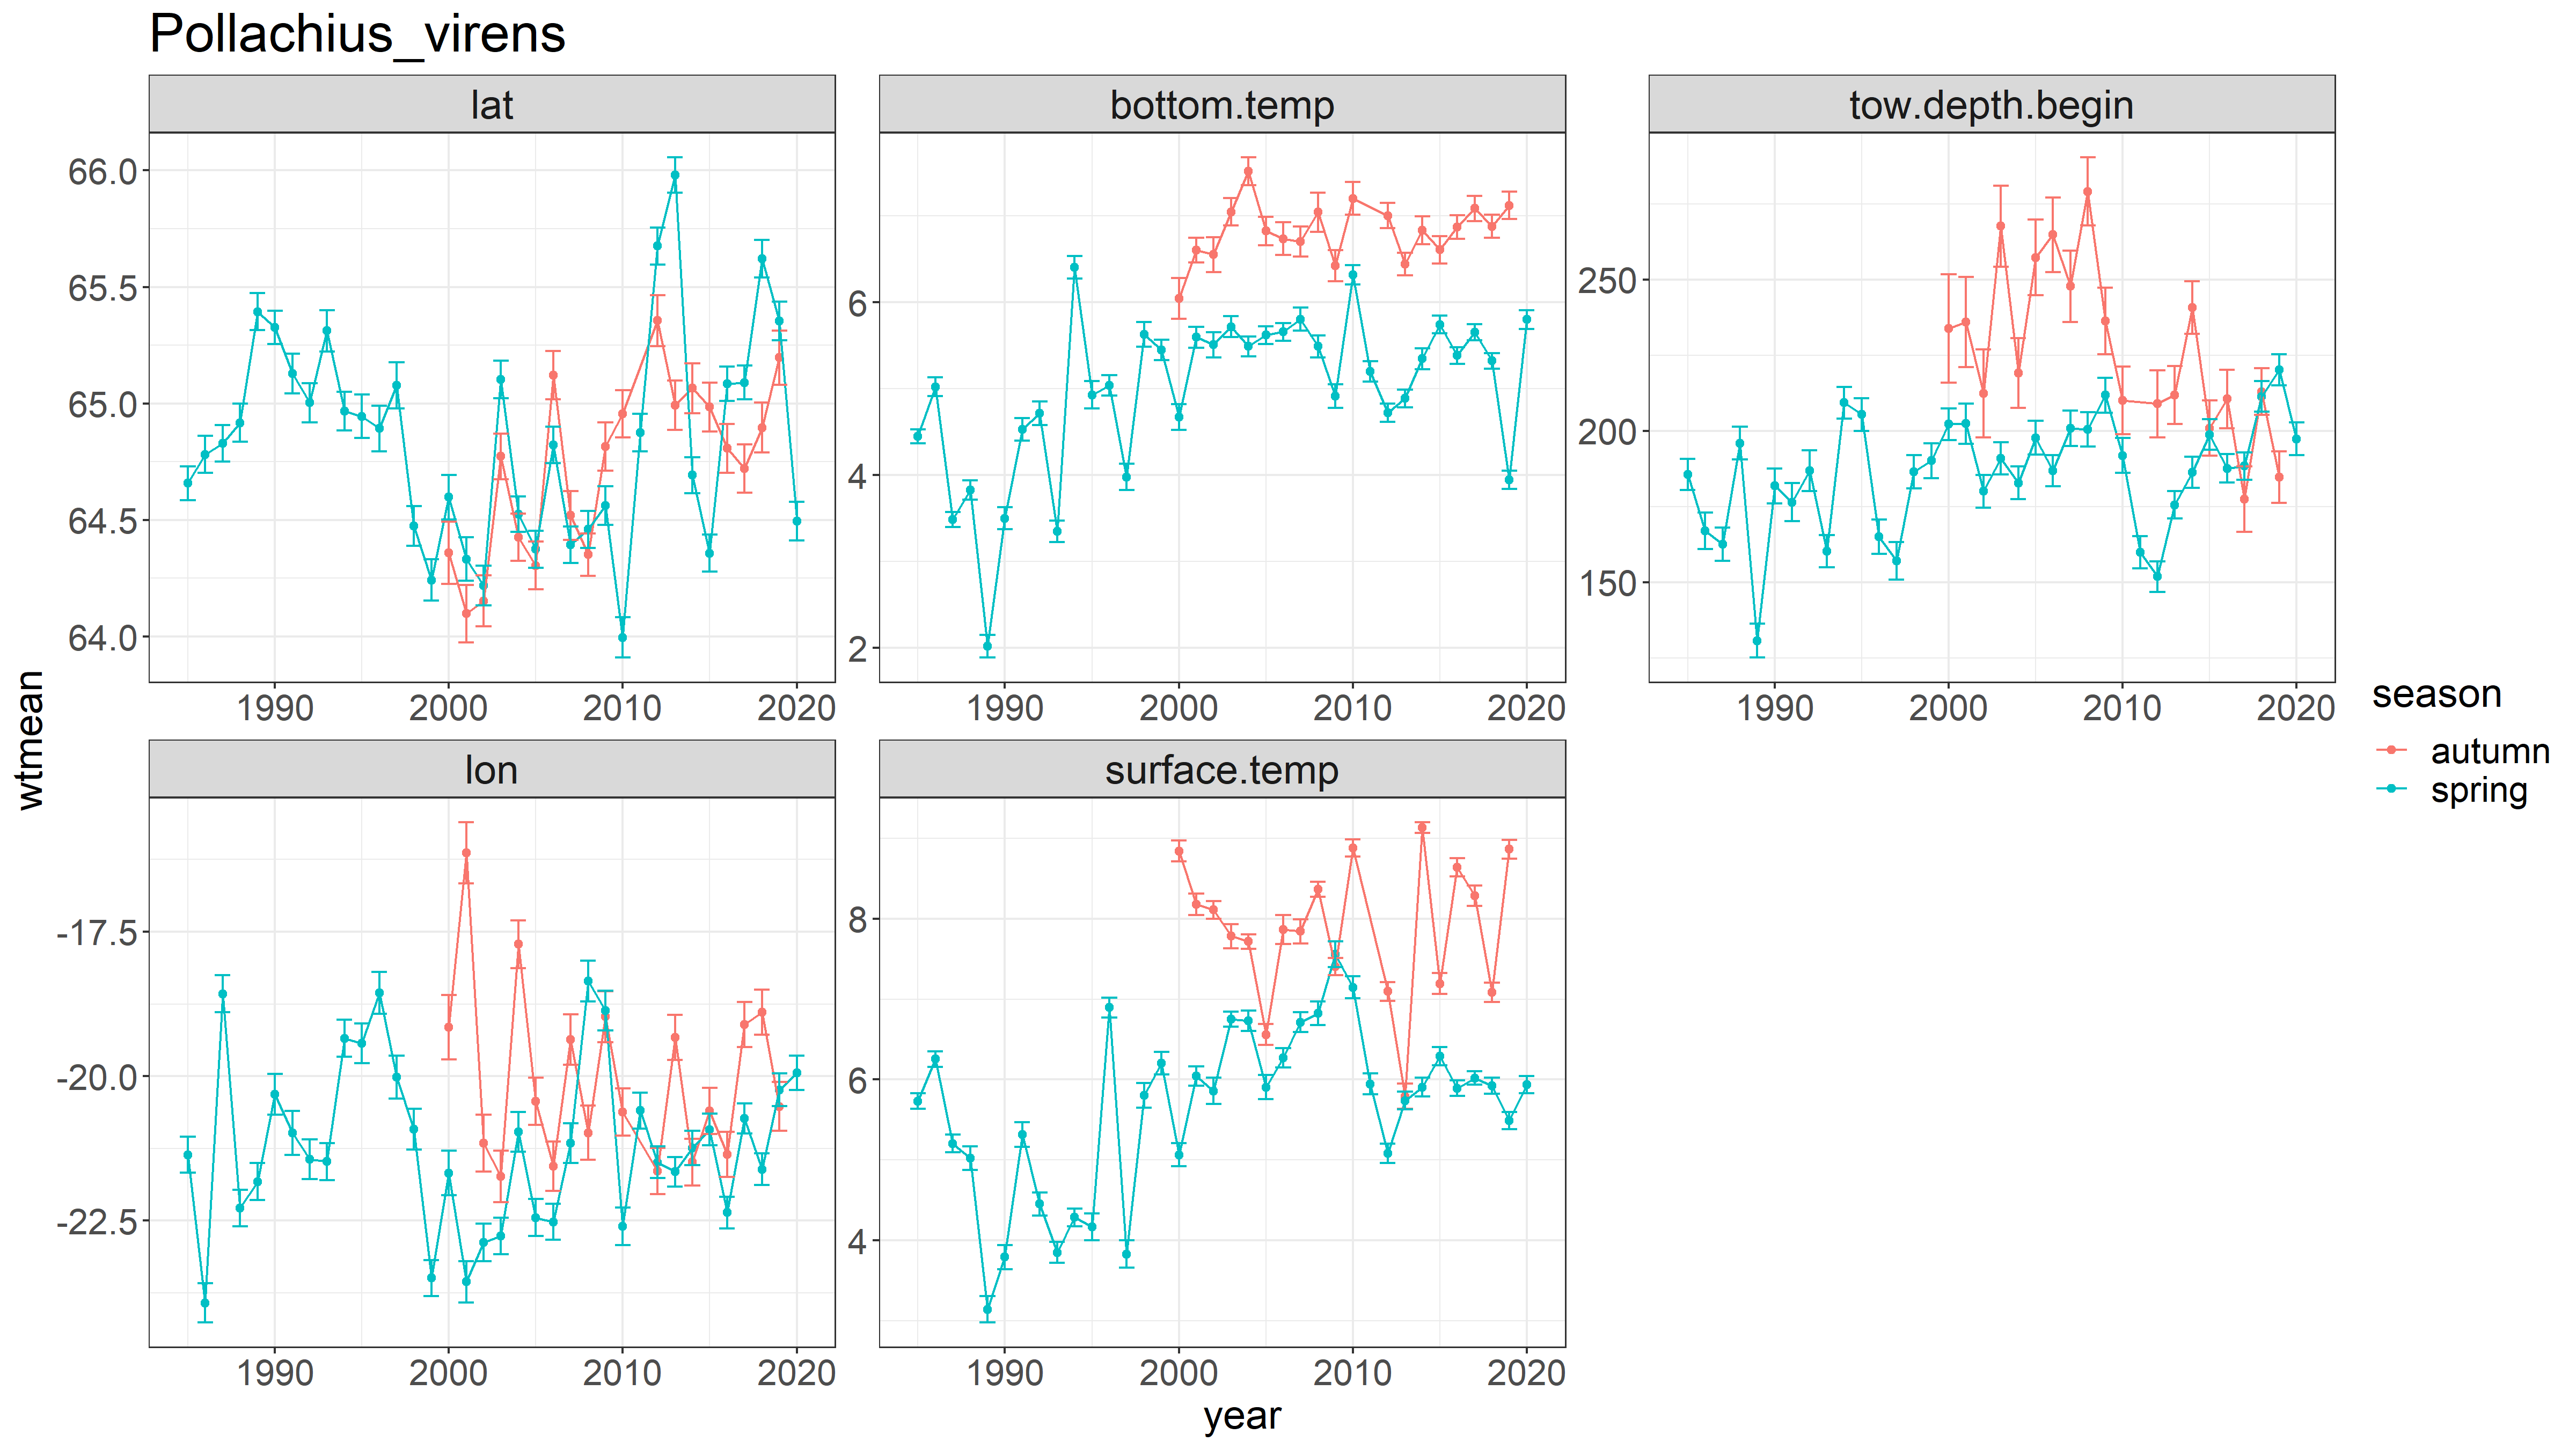 Pollachius_virens
lat
bottom.temp
tow.depth.begin
66.0
65.5
65.0
64.5
64.0
6
4
2
250
200
150
1990 2000 2010 2020
1990 2000 2010 2020
1990 2000 2010 2020
wtmean
season
autumn
spring
lon
surface.temp
-17.5
-20.0
-22.5
8
6
4
1990 2000 2010 2020
1990 2000 2010 2020
year